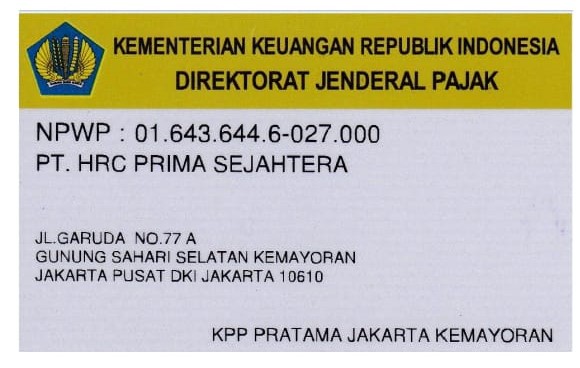 KEMENTERIAN KEUANGAN REPUBLIK INDONESIA
DIREKTORAT JENDERAL PAJAK
NPWP : 01.643.644.6-027.000
PT. HRC PRIMA SEJAHTERA
JL.GARUDA NO.77 A
GUNUNG SAHARI SELATAN KEMAYORAN
JAKARTA PUSAT DKI JAKARTA 10610
KPP PRATAMA JAKARTA KEMAYORAN